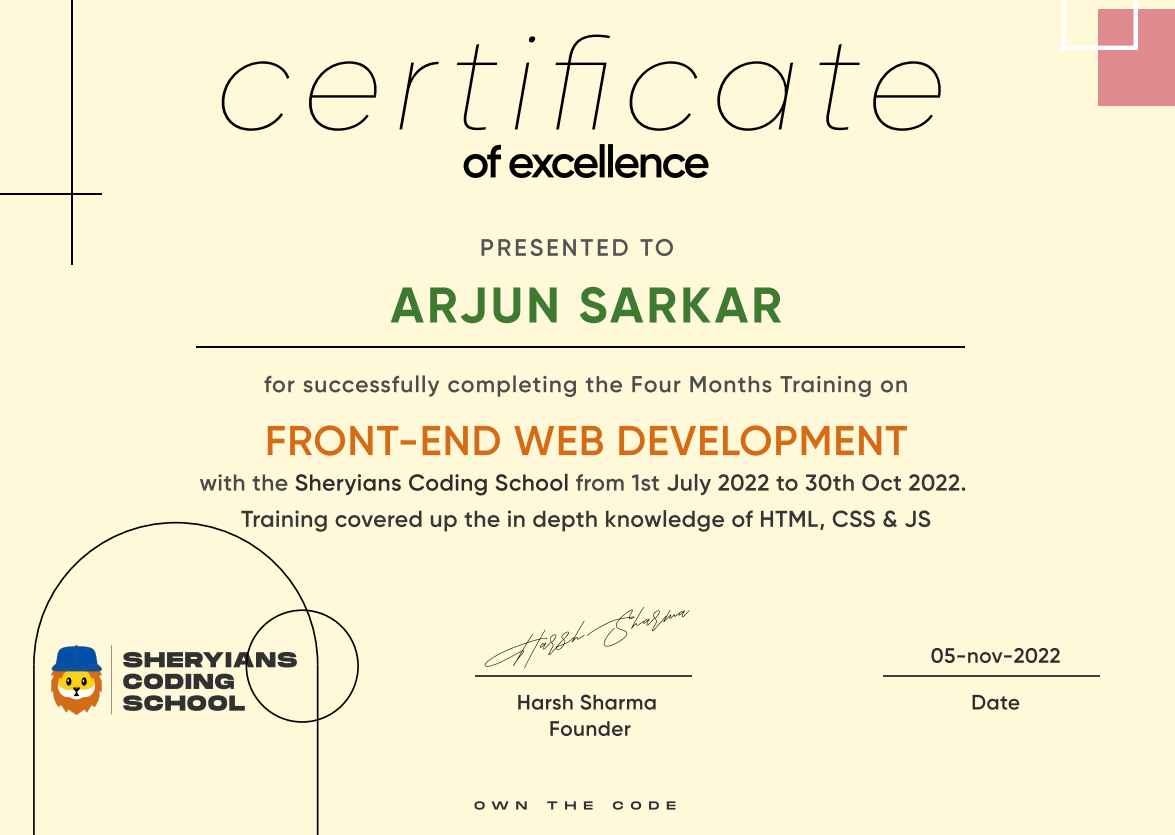 certificate
of excellence
PRESENTED TO
ARJUN SARKAR
for successfully completing the Four Months Training on
FRONT-END WEB DEVELOPMENT
with the Sheryians Coding School from 1st July 2022 to 30th Oct 2022.
Training covered up the in depth knowledge of HTML, CSS & JS
SHERYIANS
CODING
SCHOOL
Harsh Sharma
Harsh Sharma
Founder
05-nov-2022
Date
OWN THE CODE